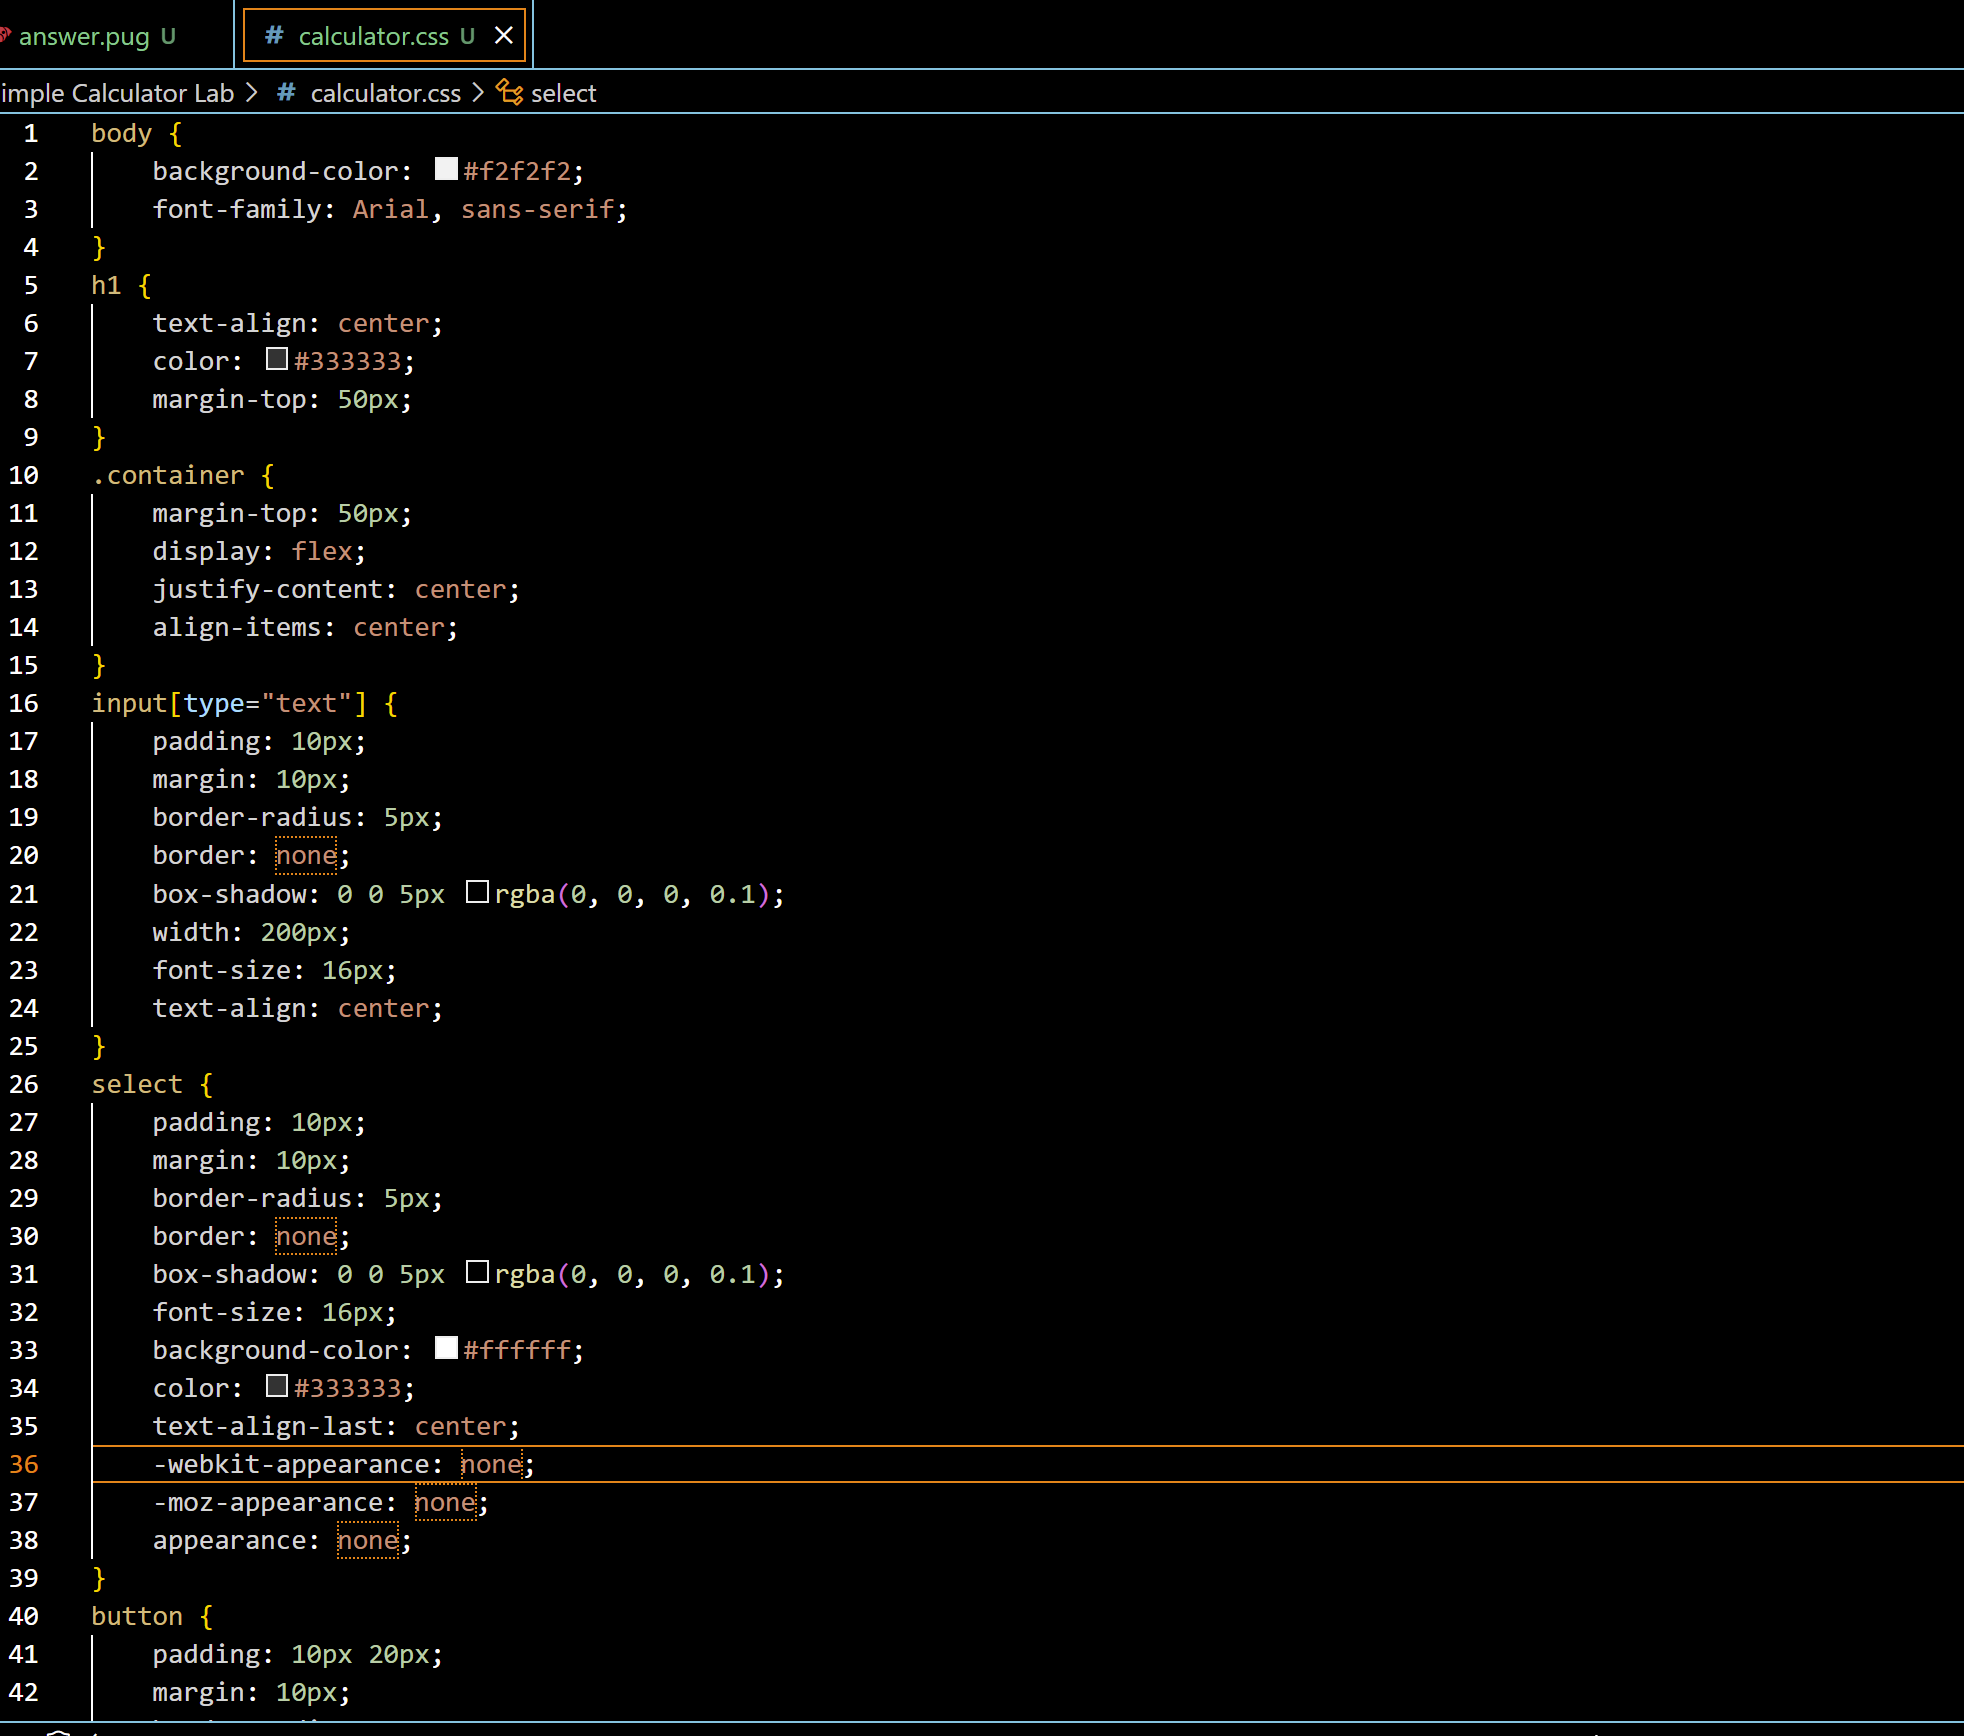 answer.pug U
# calculator.css U
imple Calculator Lab > # calculator.css > select
1 body {
2 background-color: #f2f2f2;
3 font-family: Arial, sans-serif;
4 }
5 h1 {
6 text-align: center;
7 color: #333333;
8 margin-top: 50px;
9 }
10 .container {
11 margin-top: 50px;
12 display: flex;
13 justify-content: center;
14 align-items: center;
15 }
16 input[type="text"] {
17 padding: 10px;
18 margin: 10px;
19 border-radius: 5px;
20 border: none;
21 box-shadow: 0 0 5px rgba(0, 0, 0, 0.1);
22 width: 200px;
23 font-size: 16px;
24 text-align: center;
25 }
26 select {
27 padding: 10px;
28 margin: 10px;
29 border-radius: 5px;
30 border: none;
31 box-shadow: 0 0 5px rgba(0, 0, 0, 0.1);
32 font-size: 16px;
33 background-color: #ffffff;
34 color: #333333;
35 text-align-last: center;
36 -webkit-appearance: none;
37 -moz-appearance: none;
38 appearance: none;
39 }
40 button {
41 padding: 10px 20px;
42 margin: 10px;